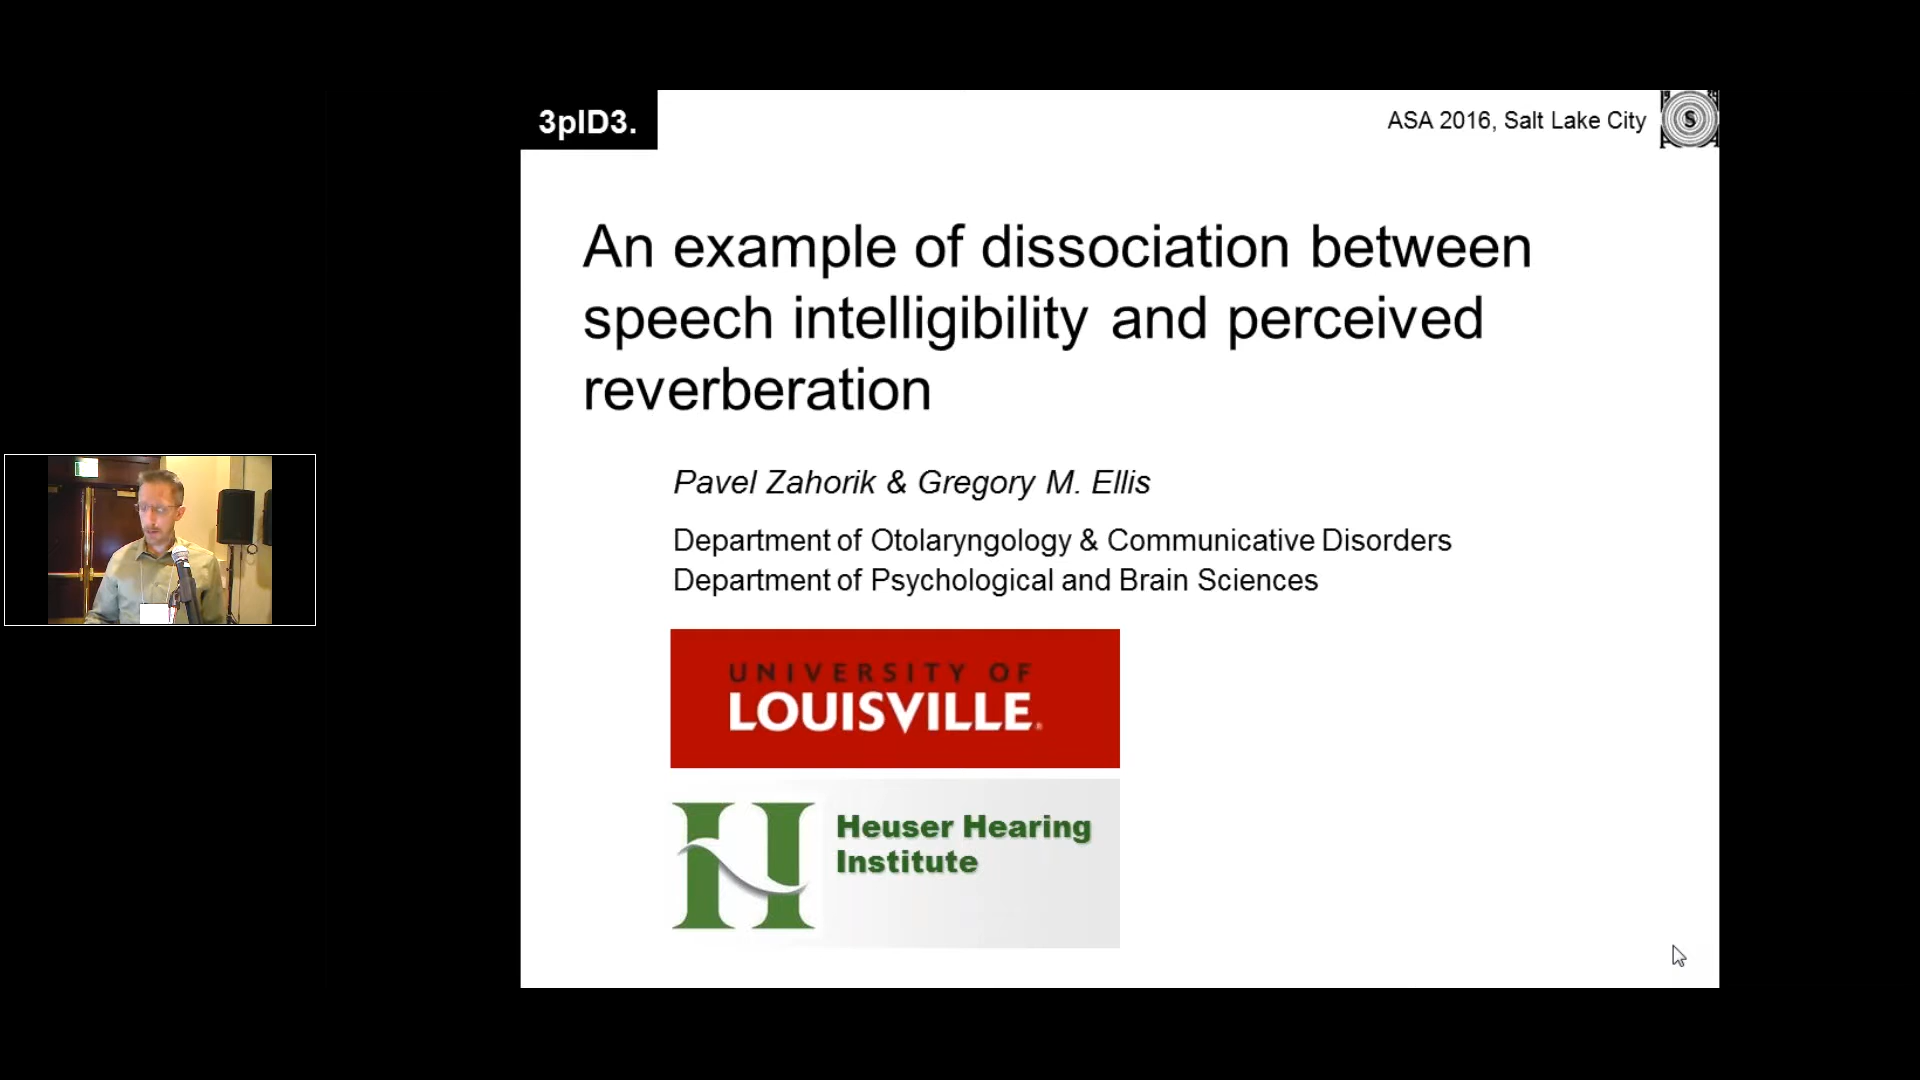 3pID3.
ASA 2016, Salt Lake City
S
An example of dissociation between
speech intelligibility and perceived
reverberation
Pavel Zahorik & Gregory M. Ellis
Department of Otolaryngology & Communicative Disorders
Department of Psychological and Brain Sciences
UNIVERSITY OF
LOUISVILLE®
H Heuser Hearing
Institute